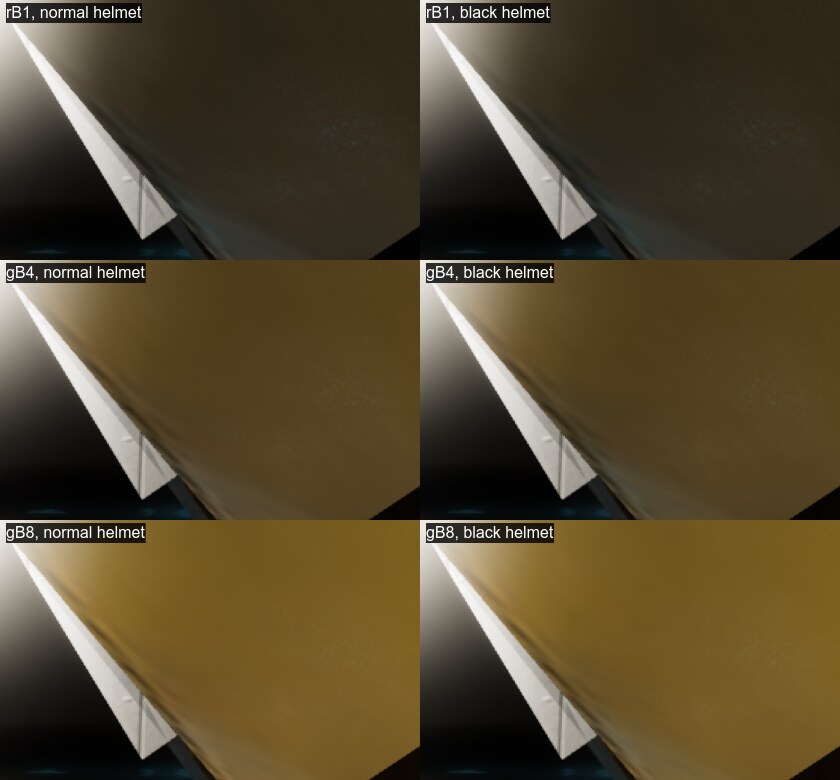 rB1, normal helmet
rB1, black helmet
gB4, normal helmet
gB4, black helmet
gB8, normal helmet
gB8, black helmet